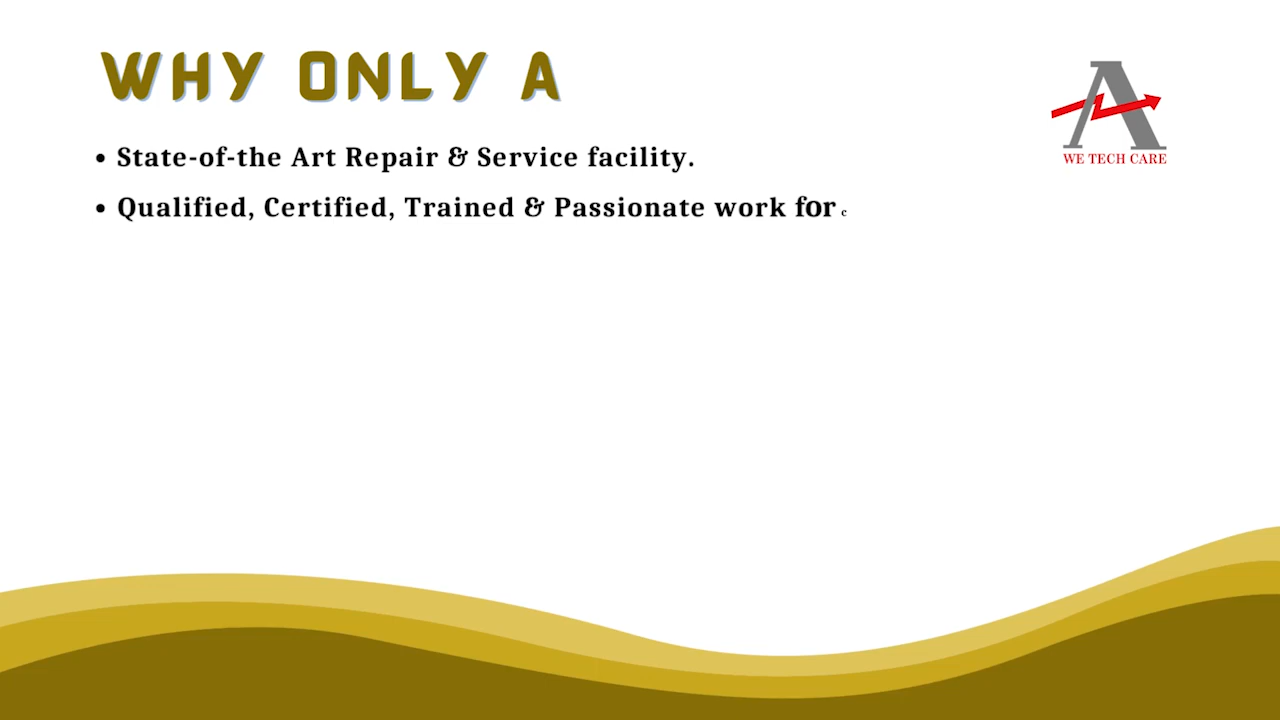 WHY ONLY A
• State-of-the Art Repair & Service facility.
• Qualified, Certified, Trained & Passionate work for c
A
WE TECH CARE